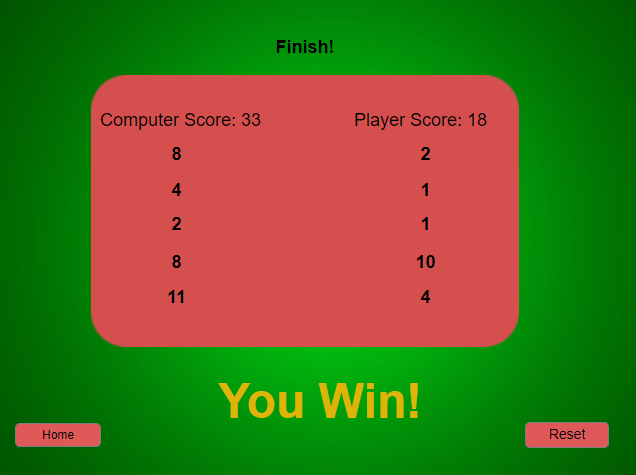 Finish!
Computer Score: 33 Player Score: 18
8 2
4 1
2 1
8 10
11 4
You Win!
Home Reset